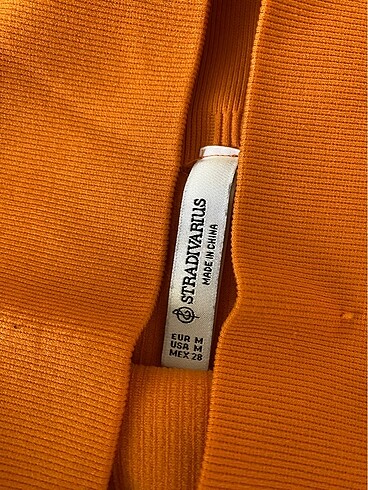 STRADIVARIUS
MADE IN CHINA
EUR M
USA M
MEX 28